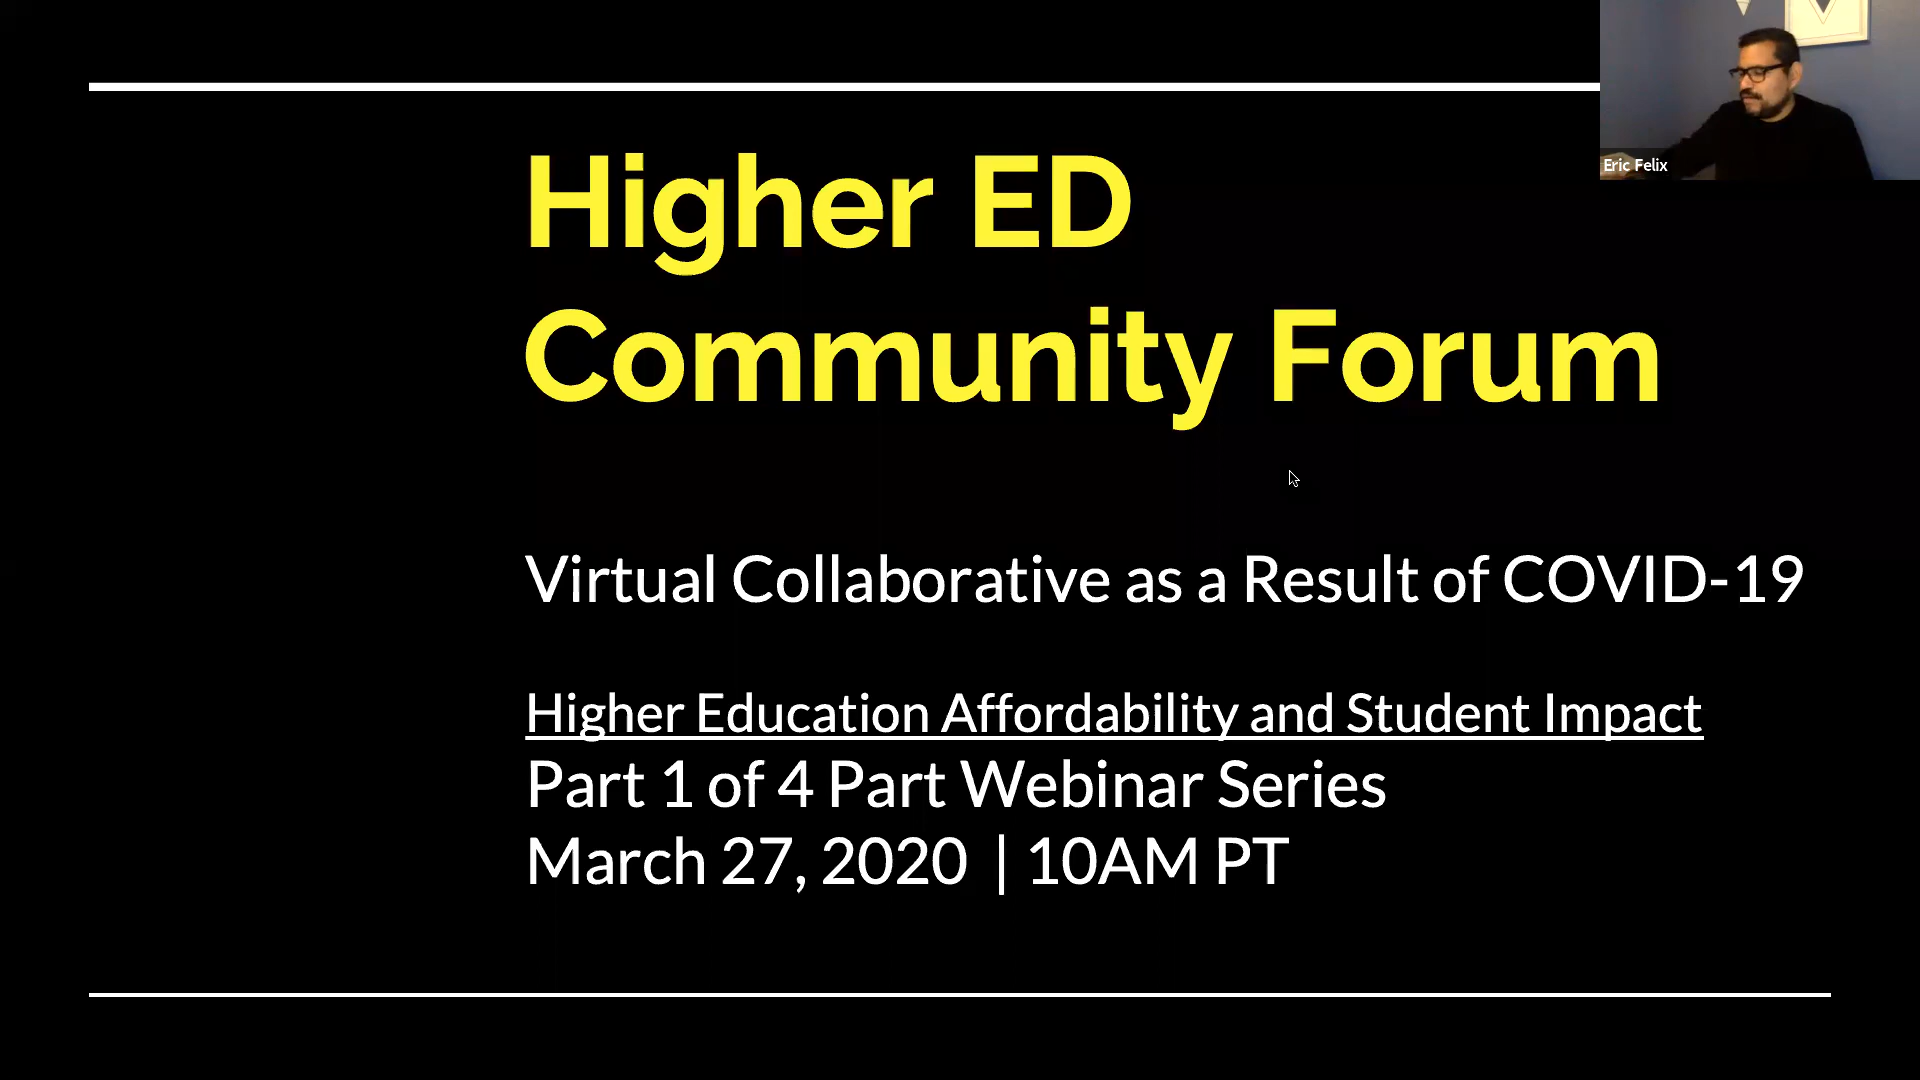 Higher ED
Community Forum
Virtual Collaborative as a Result of COVID-19
Higher Education Affordability and Student Impact
Part 1 of 4 Part Webinar Series
March 27, 2020 | 10AM PT
Eric Felix